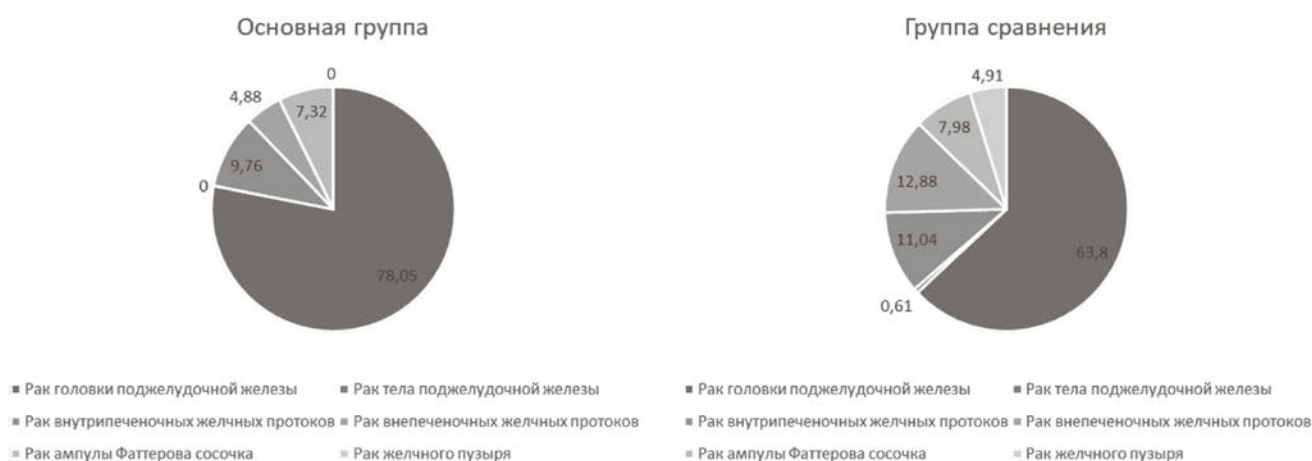 Основная группа
0
4,88
7,32
9,76
0
78,05
■ Рак головки поджелудочной железы ■ Рак тела поджелудочной железы
■ Рак внутрипеченочных желчных протоков ■ Рак внепеченочных желчных протоков
■ Рак ампулы Фаттерова сосочка ■ Рак желчного пузыря
Группа сравнения
4,91
7,98
12,88
11,04
63,8
0,61
■ Рак головки поджелудочной железы ■ Рак тела поджелудочной железы
■ Рак внутрипеченочных желчных протоков ■ Рак внепеченочных желчных протоков
■ Рак ампулы Фаттерова сосочка ■ Рак желчного пузыря